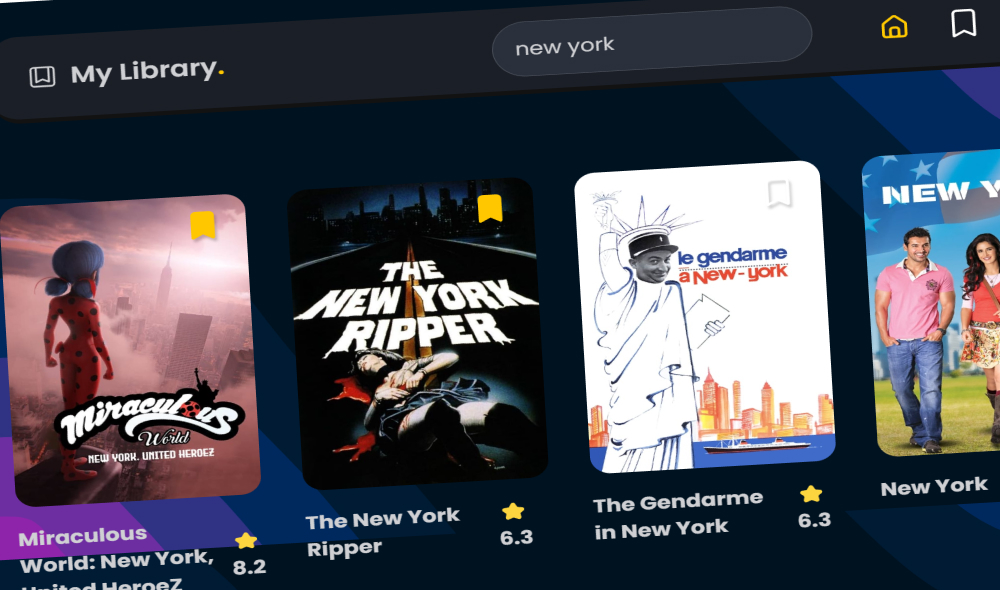 My Library.
new york
Miraculous
World
NEW YORK, UNITED HEROEZ
THE
NEW YORK
RIPPER
le gendarme
a New-york
NEW Y
Miraculous
World: New York,
United HeroeZ
8.2
The New York
Ripper
6.3
The Gendarme
in New York
6.3
New York